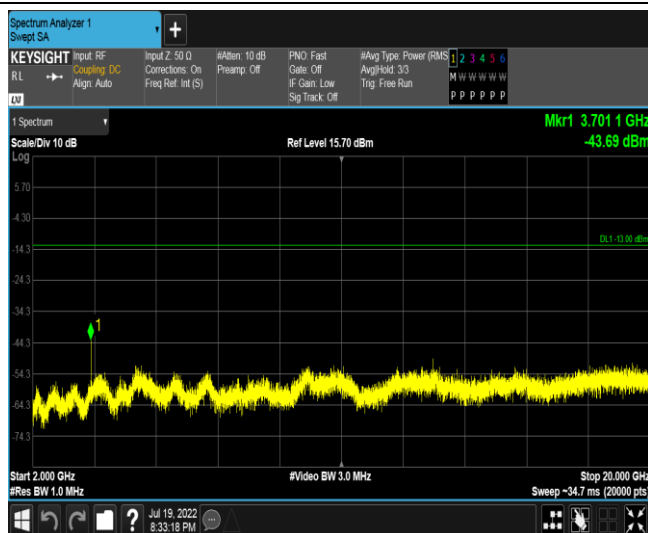 Spectrum Analyzer 1
Swept SA
+
KEYSIGHT
RL
LXI
Input: RF
Coupling: DC
Align: Auto
Input Z: 50 Ω
Corrections: On
Freq Ref: Int (S)
#Atten: 10 dB
Preamp: Off
PNO: Fast
Gate: Off
IF Gain: Low
Sig Track: Off
#Avg Type: Power (RMS
Avg|Hold: 3/3
Trig: Free Run
1 2 3 4 5 6
M W W W W W
P P P P P P
1 Spectrum
Scale/Div 10 dB
Ref Level 15.70 dBm
Mkr1 3.701 1 GHz
-43.69 dBm
Log
5.70
-4.30
DL1 -13.00 dBm
-14.3
-24.3
-34.3
1
-44.3
-54.3
-64.3
-74.3
Start 2.000 GHz
#Video BW 3.0 MHz
Stop 20.000 GHz
#Res BW 1.0 MHz
Sweep ~34.7 ms (20000 pts)
?
Jul 19, 2022
8:33:18 PM